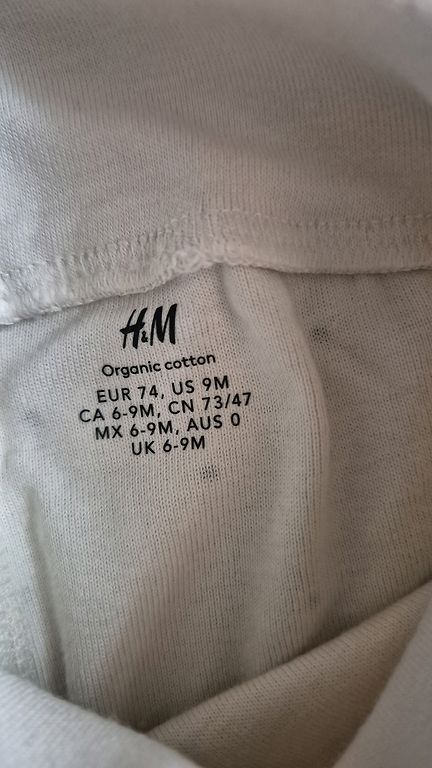 H&M
Organic cotton
EUR 74, US 9M
CA 6-9M, CN 73/47
MX 6-9M, AUS 0
UK 6-9M